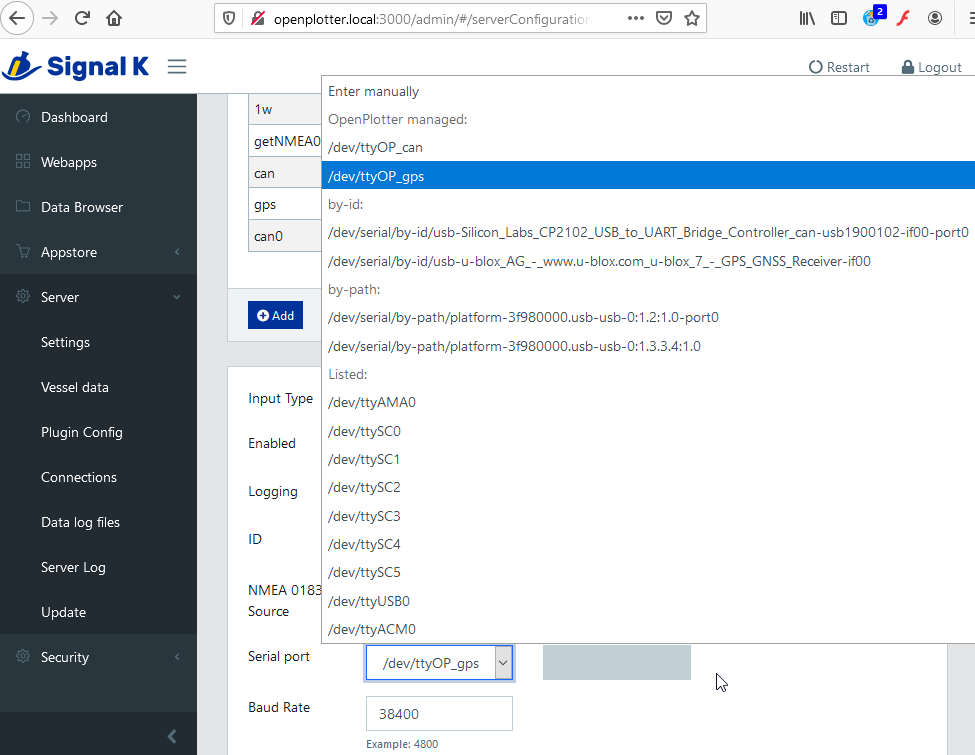 openplotter.local:3000/admin/#/serverConfiguration
2
Signal K
Restart
Logout
Dashboard
Webapps
Data Browser
Appstore
Server
Settings
Vessel data
Plugin Config
Connections
Data log files
Server Log
Update
Security
1w
getNMEA0
can
gps
can0
Add
Enter manually
OpenPlotter managed:
/dev/ttyOP_can
/dev/ttyOP_gps
by-id:
/dev/serial/by-id/usb-Silicon_Labs_CP2102_USB_to_UART_Bridge_Controller_can-usb1900102-if00-port0
/dev/serial/by-id/usb-u-blox_AG_-_www.u-blox.com_u-blox_7_-_GPS_GNSS_Receiver-if00
by-path:
/dev/serial/by-path/platform-3f980000.usb-usb-0:1.2:1.0-port0
/dev/serial/by-path/platform-3f980000.usb-usb-0:1.3.3.4:1.0
Listed:
/dev/ttyAMA0
/dev/ttySC0
/dev/ttySC1
/dev/ttySC2
/dev/ttySC3
/dev/ttySC4
/dev/ttySC5
/dev/ttyUSB0
/dev/ttyACM0
Input Type
Enabled
Logging
ID
NMEA 0183
Source
Serial port
/dev/ttyOP_gps
Baud Rate
38400
Example: 4800